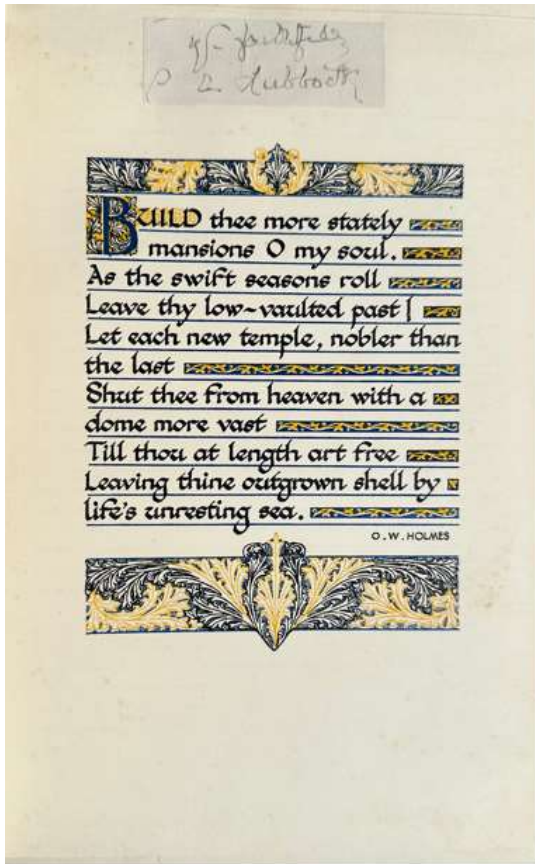 Yrs faithfully
BUILD thee more stately
mansions O my soul.
As the swift seasons roll
Leave thy low-vaulted past!
Let each new temple, nobler than
the last
Shut thee from heaven with a
dome more vast
Till thou at length art free
Leaving thine outgrown shell by
life's unresting sea.
O.W. HOLMES